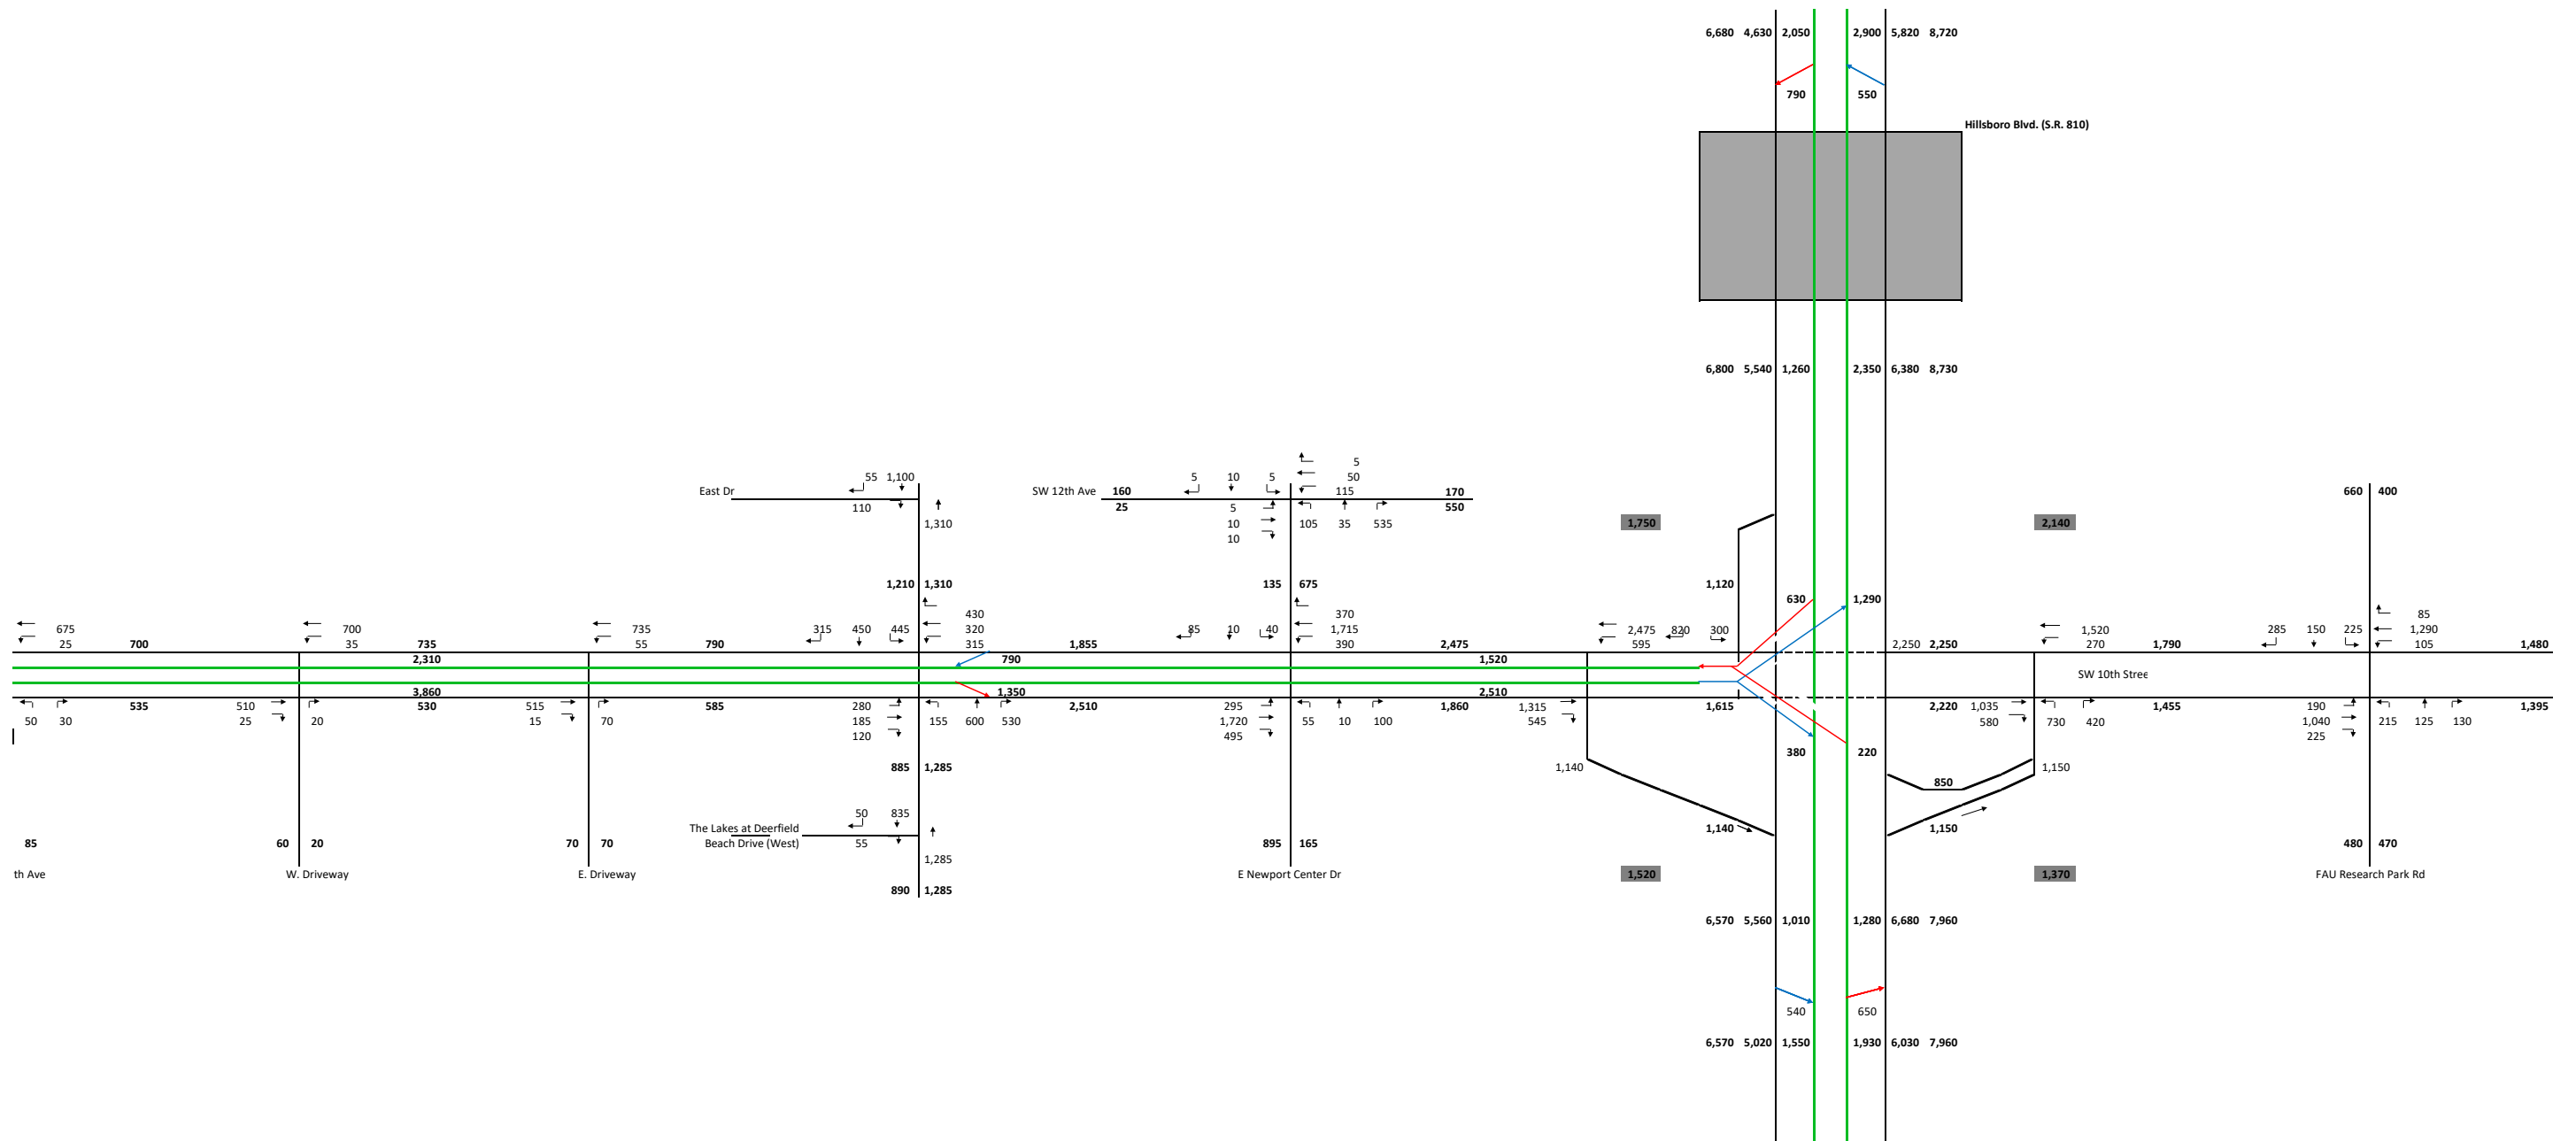 6,680 4,630 2,050 2,900 5,820 8,720
790 550
Hillsboro Blvd. (S.R. 810)
6,800 5,540 1,260 2,350 6,380 8,730
5
55 1,100 5 10 5 50
East Dr SW 12th Ave 160 115 170 660 400
110 25 5 550
1,310 10 105 35 535 1,750 2,140
10
1,210 1,310 135 675 1,120
630 1,290
430 370 85
675 700 735 315 450 445 320 85 10 40 1,715 2,475 820 300 1,520 285 150 225 1,290
25 700 35 735 55 790 315 1,855 390 2,475 595 2,250 2,250 270 1,790 105 1,480
2,310 790 1,520
SW 10th Stree
3,860 1,350 2,510
535 510 530 515 585 280 2,510 295 1,860 1,315 1,615 2,220 1,035 1,455 190 1,395
50 30 25 20 15 70 185 155 600 530 1,720 55 10 100 545 580 730 420 1,040 215 125 130
120 495 225
380 220
885 1,285 1,140 1,150
850
50 835
The Lakes at Deerfield 1,140 1,150
Beach Drive (West) 55
85 60 20 70 70 895 165 480 470
1,285
th Ave W. Driveway E. Driveway E Newport Center Dr 1,520 1,370 FAU Research Park Rd
890 1,285
6,570 5,560 1,010 1,280 6,680 7,960
540 650
6,570 5,020 1,550 1,930 6,030 7,960